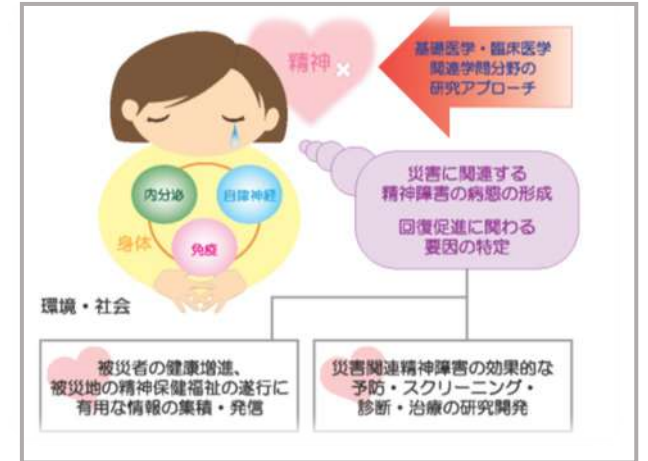 精神
基礎医学・臨床医学
関連学問分野の
研究アプローチ
災害に関連する
精神障害の病態の形成
回復促進に関わる
要因の特定
内分泌
自律神経
身体
免疫
環境・社会
被災者の健康増進、
被災地の精神保健福祉の遂行に
有用な情報の集積・発信
災害関連精神障害の効果的な
予防・スクリーニング・
診断・治療の研究開発